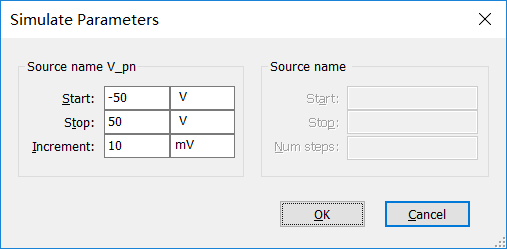 Simulate Parameters
Source name V_pn
Start: -50 V
Stop: 50 V
Increment: 10 mV
Source name
Start:
Stop:
Num steps:
OK Cancel